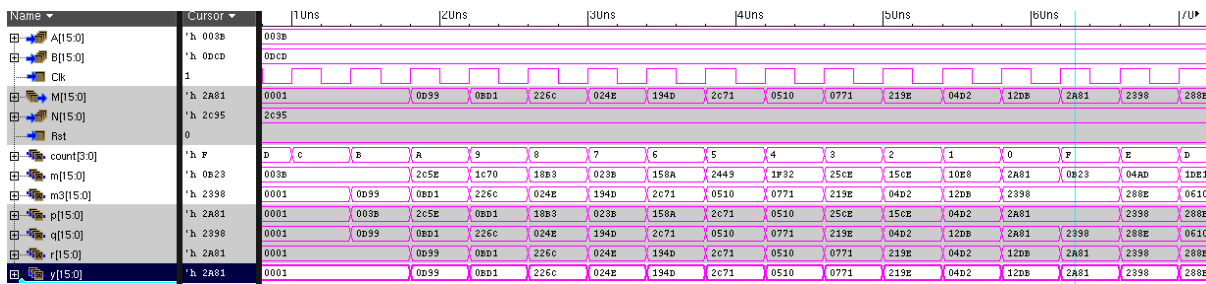 Name Cursor 10ns 20ns 30ns 40ns 50ns 60ns 70
A[15:0] 'h 003B 003B
B[15:0] 'h 0DCD 0DCD
Clk 1
M[15:0] 'h 2A81 0001 0D99 0BD1 226C 024E 194D 2C71 0510 0771 219E 04D2 12DB 2A81 2398 288E
N[15:0] 'h 2C95 2C95
Rst 0
count[3:0] 'h F D C B A 9 8 7 6 5 4 3 2 1 0 F E D
m[15:0] 'h 0B23 003B 2C5E 1C70 18B3 023B 158A 2449 1F32 25CE 15CE 10E8 2A81 0B23 04AD 1DE1
m3[15:0] 'h 2398 0001 0D99 0BD1 226C 024E 194D 2C71 0510 0771 219E 04D2 12DB 2398 288E 0610
p[15:0] 'h 2A81 0001 003B 2C5E 0BD1 18B3 023B 158A 2C71 0510 25CE 15CE 04D2 2A81 2398 288E
q[15:0] 'h 2398 0001 0D99 0BD1 226C 024E 194D 2C71 0510 0771 219E 04D2 12DB 2A81 2398 288E 0610
r[15:0] 'h 2A81 0001 0D99 0BD1 226C 024E 194D 2C71 0510 0771 219E 04D2 12DB 2A81 2398 288E
y[15:0] 'h 2A81 0001 0D99 0BD1 226C 024E 194D 2C71 0510 0771 219E 04D2 12DB 2A81 2398 288E